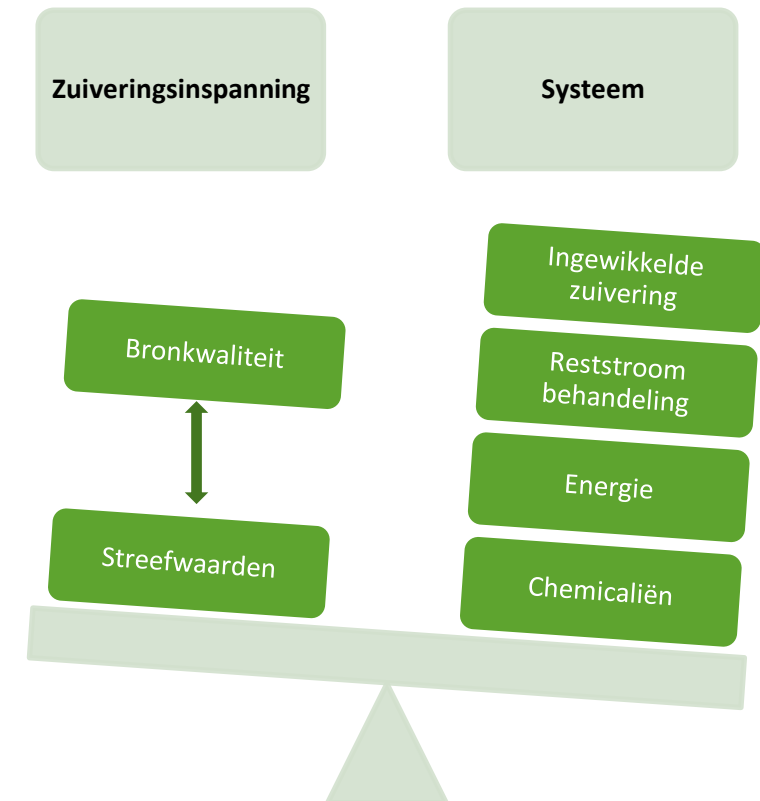 Zuiveringsinspanning
Systeem
Bronkwaliteit
Streefwaarden
Ingewikkelde
zuivering
Reststroom
behandeling
Energie
Chemicaliën